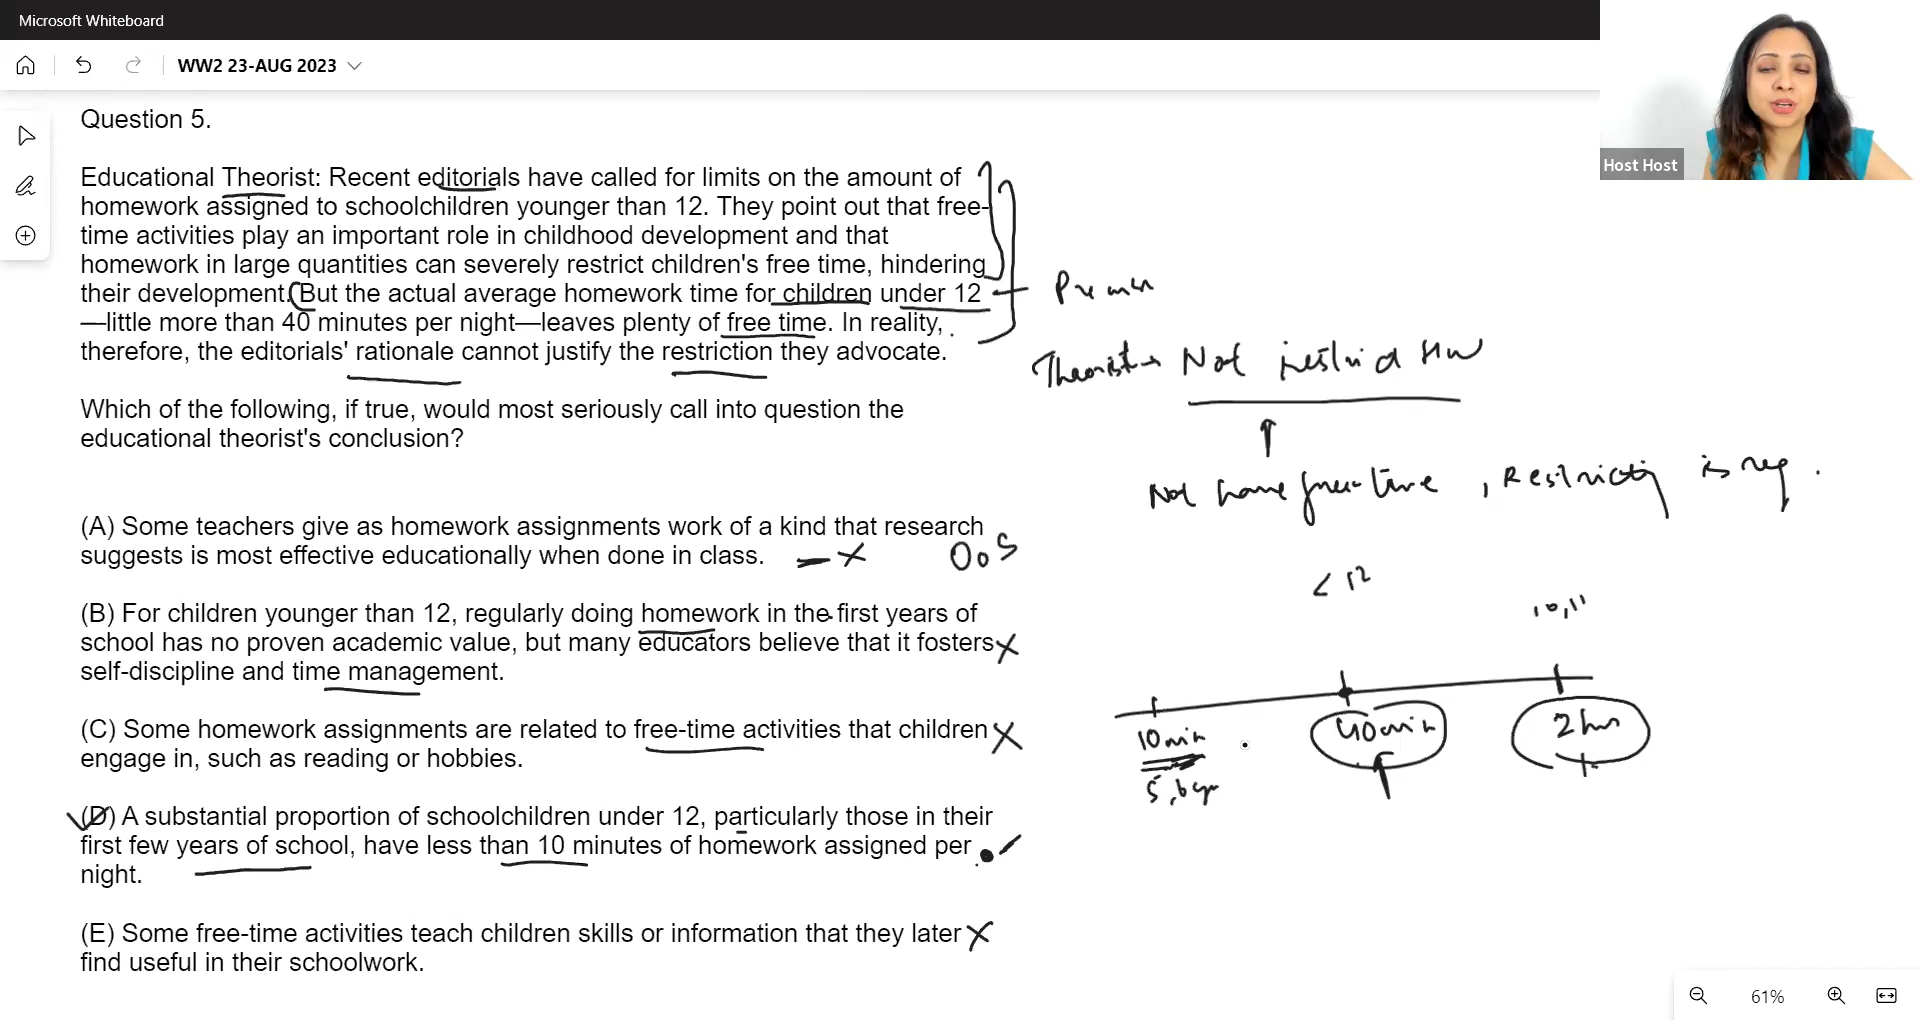 Microsoft Whiteboard
WW2 23-AUG 2023
Host Host
Question 5.
Educational Theorist: Recent editorials have called for limits on the amount of
homework assigned to schoolchildren younger than 12. They point out that free-
time activities play an important role in childhood development and that
homework in large quantities can severely restrict children's free time, hindering
their development. But the actual average homework time for children under 12
—little more than 40 minutes per night—leaves plenty of free time. In reality,
therefore, the editorials' rationale cannot justify the restriction they advocate.
Theorist Not HW
Which of the following, if true, would most seriously call into question the
educational theorist's conclusion?
Not have time, Restriction is req.
(A) Some teachers give as homework assignments work of a kind that research
suggests is most effective educationally when done in class. – X OoS
< 12
10, 11
(B) For children younger than 12, regularly doing homework in the first years of
school has no proven academic value, but many educators believe that it fosters X
self-discipline and time management.
(C) Some homework assignments are related to free-time activities that children X
engage in, such as reading or hobbies.
10 min 40 min 2 hrs
5, 6 yr
(D) A substantial proportion of schoolchildren under 12, particularly those in their
first few years of school, have less than 10 minutes of homework assigned per
night.
(E) Some free-time activities teach children skills or information that they later X
find useful in their schoolwork.
61%